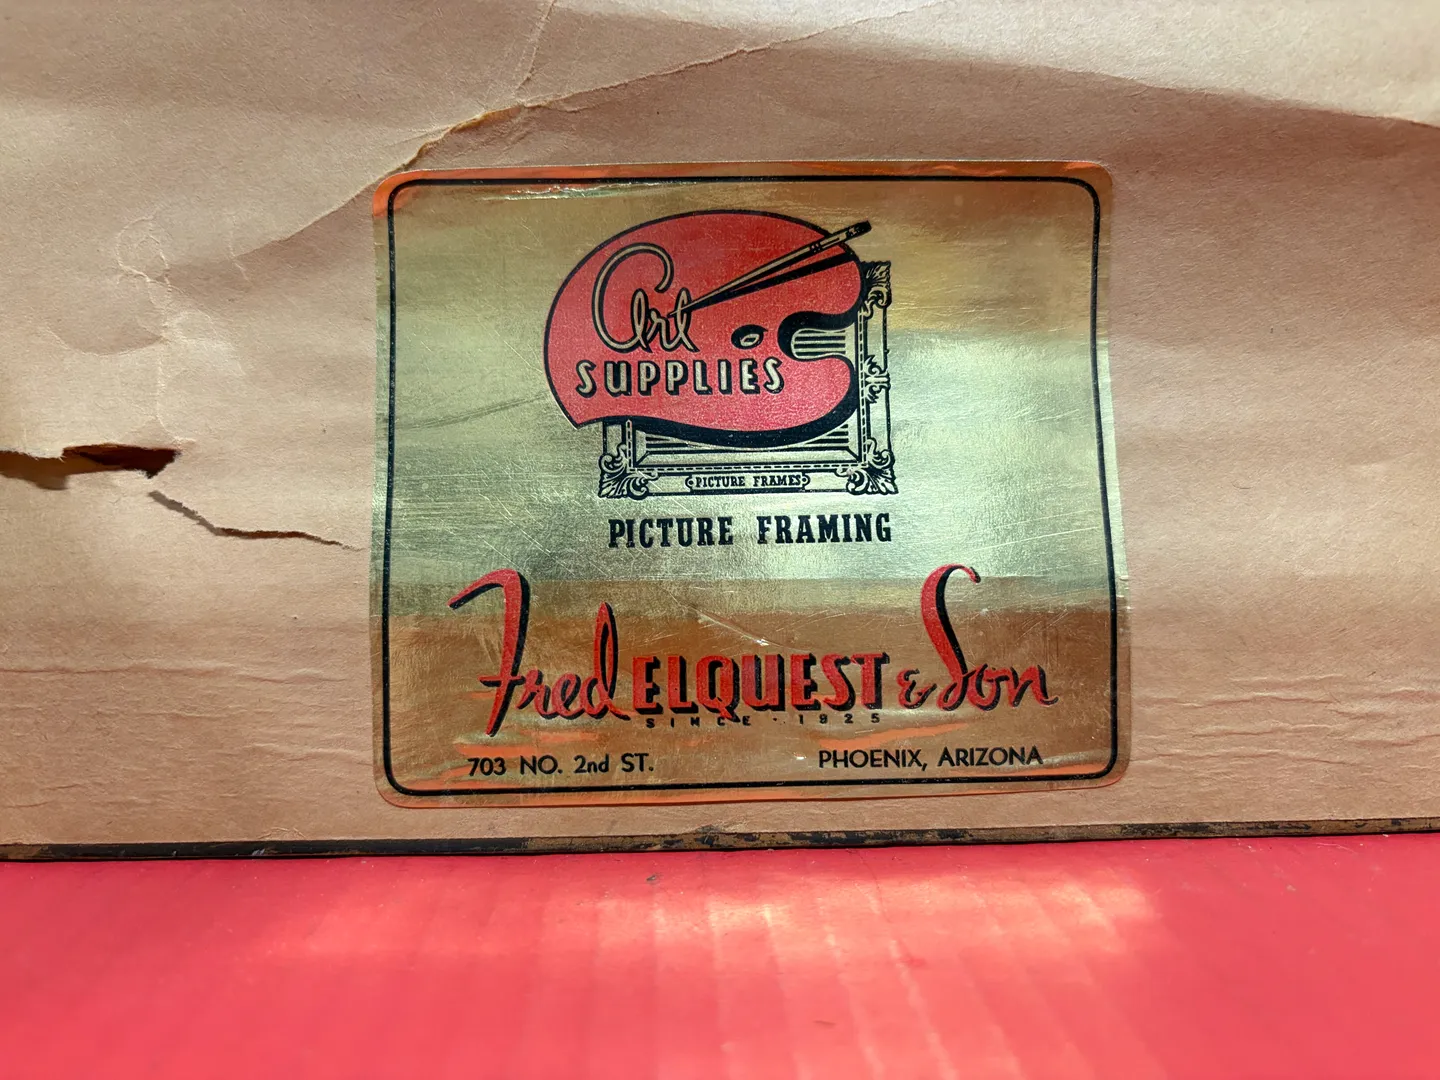 Art
SUPPLIES
PICTURE FRAMES
PICTURE FRAMING
Fred ELQUEST & Son
SINCE · 1925
703 NO. 2nd ST. PHOENIX, ARIZONA